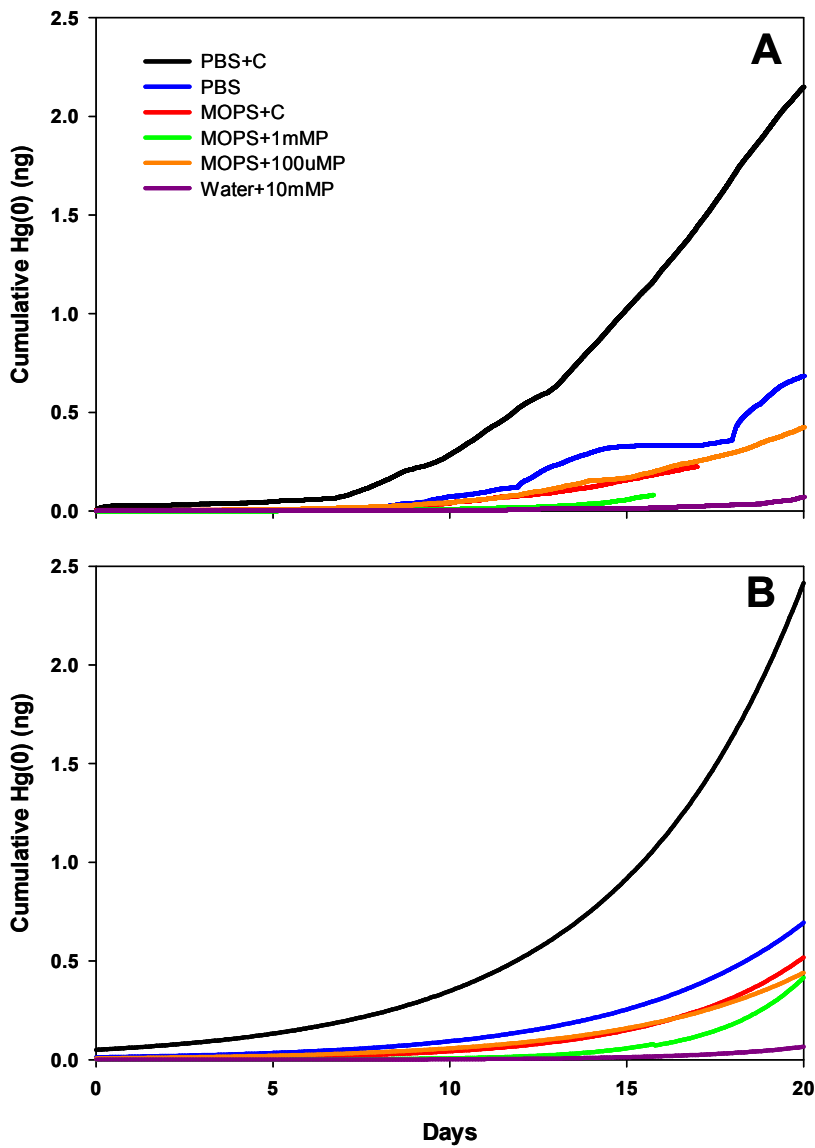 A
PBS+C
PBS
MOPS+C
MOPS+1mMP
MOPS+100uMP
Water+10mMP
Cumulative Hg(0) (ng)
2.5
2.0
1.5
1.0
0.5
0.0
B
Cumulative Hg(0) (ng)
2.5
2.0
1.5
1.0
0.5
0.0
0 5 10 15 20
Days